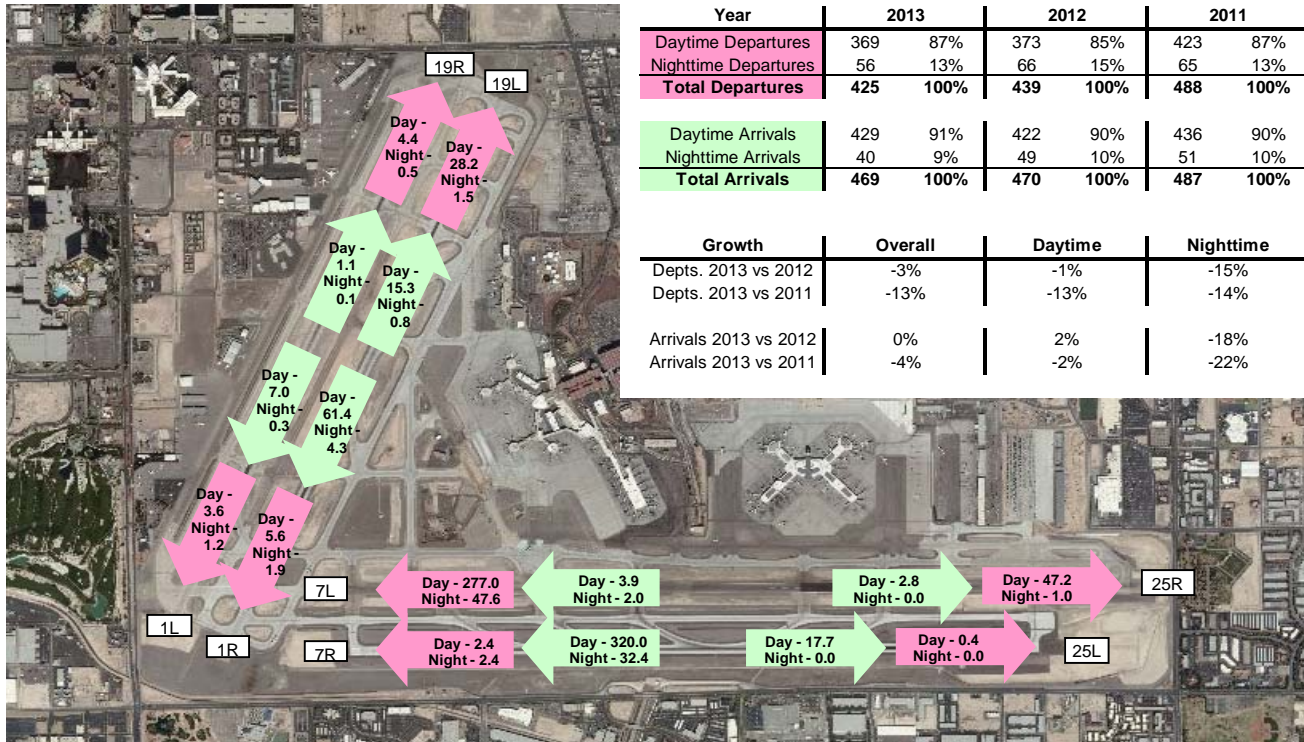 Year 2013 2012 2011
Daytime Departures 369 87% 373 85% 423 87%
Nighttime Departures 56 13% 66 15% 65 13%
Total Departures 425 100% 439 100% 488 100%
Daytime Arrivals 429 91% 422 90% 436 90%
Nighttime Arrivals 40 9% 49 10% 51 10%
Total Arrivals 469 100% 470 100% 487 100%
Growth Overall Daytime Nighttime
Depts. 2013 vs 2012 -3% -1% -15%
Depts. 2013 vs 2011 -13% -13% -14%
Arrivals 2013 vs 2012 0% 2% -18%
Arrivals 2013 vs 2011 -4% -2% -22%
19R
19L
Day -
4.4
Night -
0.5
Day -
28.2
Night -
1.5
Day -
1.1
Night -
0.1
Day -
15.3
Night -
0.8
Day -
7.0
Night -
0.3
Day -
61.4
Night -
4.3
Day -
3.6
Night -
1.2
Day -
5.6
Night -
1.9
1L
1R
7L
Day - 277.0
Night - 47.6
Day - 3.9
Night - 2.0
Day - 2.8
Night - 0.0
Day - 47.2
Night - 1.0
25R
7R
Day - 2.4
Night - 2.4
Day - 320.0
Night - 32.4
Day - 17.7
Night - 0.0
Day - 0.4
Night - 0.0
25L